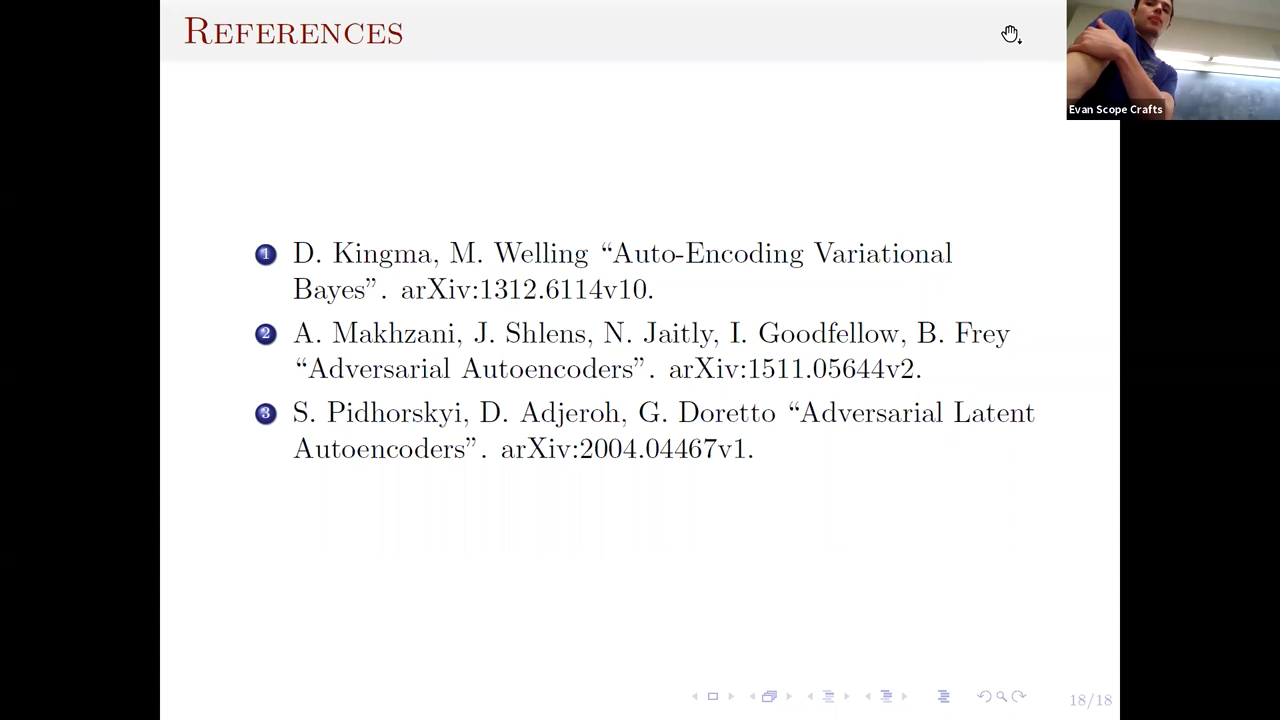 REFERENCES
Evan Scope Crafts
1 D. Kingma, M. Welling “Auto-Encoding Variational
Bayes”. arXiv:1312.6114v10.
2 A. Makhzani, J. Shlens, N. Jaitly, I. Goodfellow, B. Frey
“Adversarial Autoencoders”. arXiv:1511.05644v2.
3 S. Pidhorskyi, D. Adjeroh, G. Doretto “Adversarial Latent
Autoencoders”. arXiv:2004.04467v1.
18/18